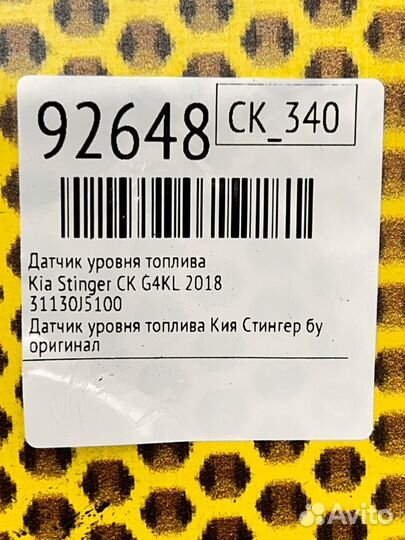 92648
CK_340
Датчик уровня топлива
Kia Stinger CK G4KL 2018
31130J5100
Датчик уровня топлива Кия Стингер бу
оригинал
Avito